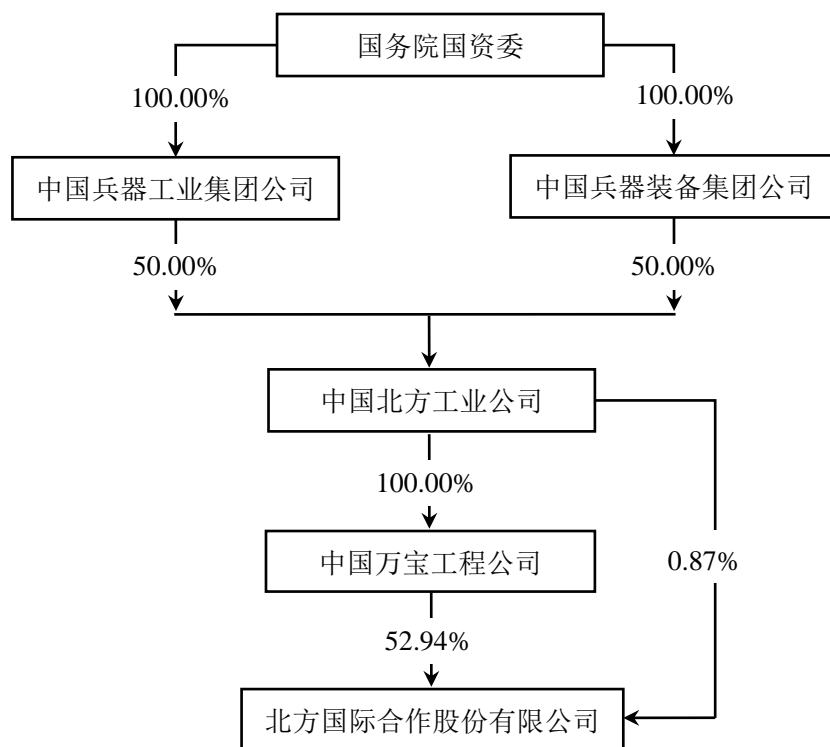 国务院国资委
100.00%
100.00%
中国兵器工业集团公司
中国兵器装备集团公司
50.00%
50.00%
中国北方工业公司
100.00%
中国万宝工程公司
0.87%
52.94%
北方国际合作股份有限公司